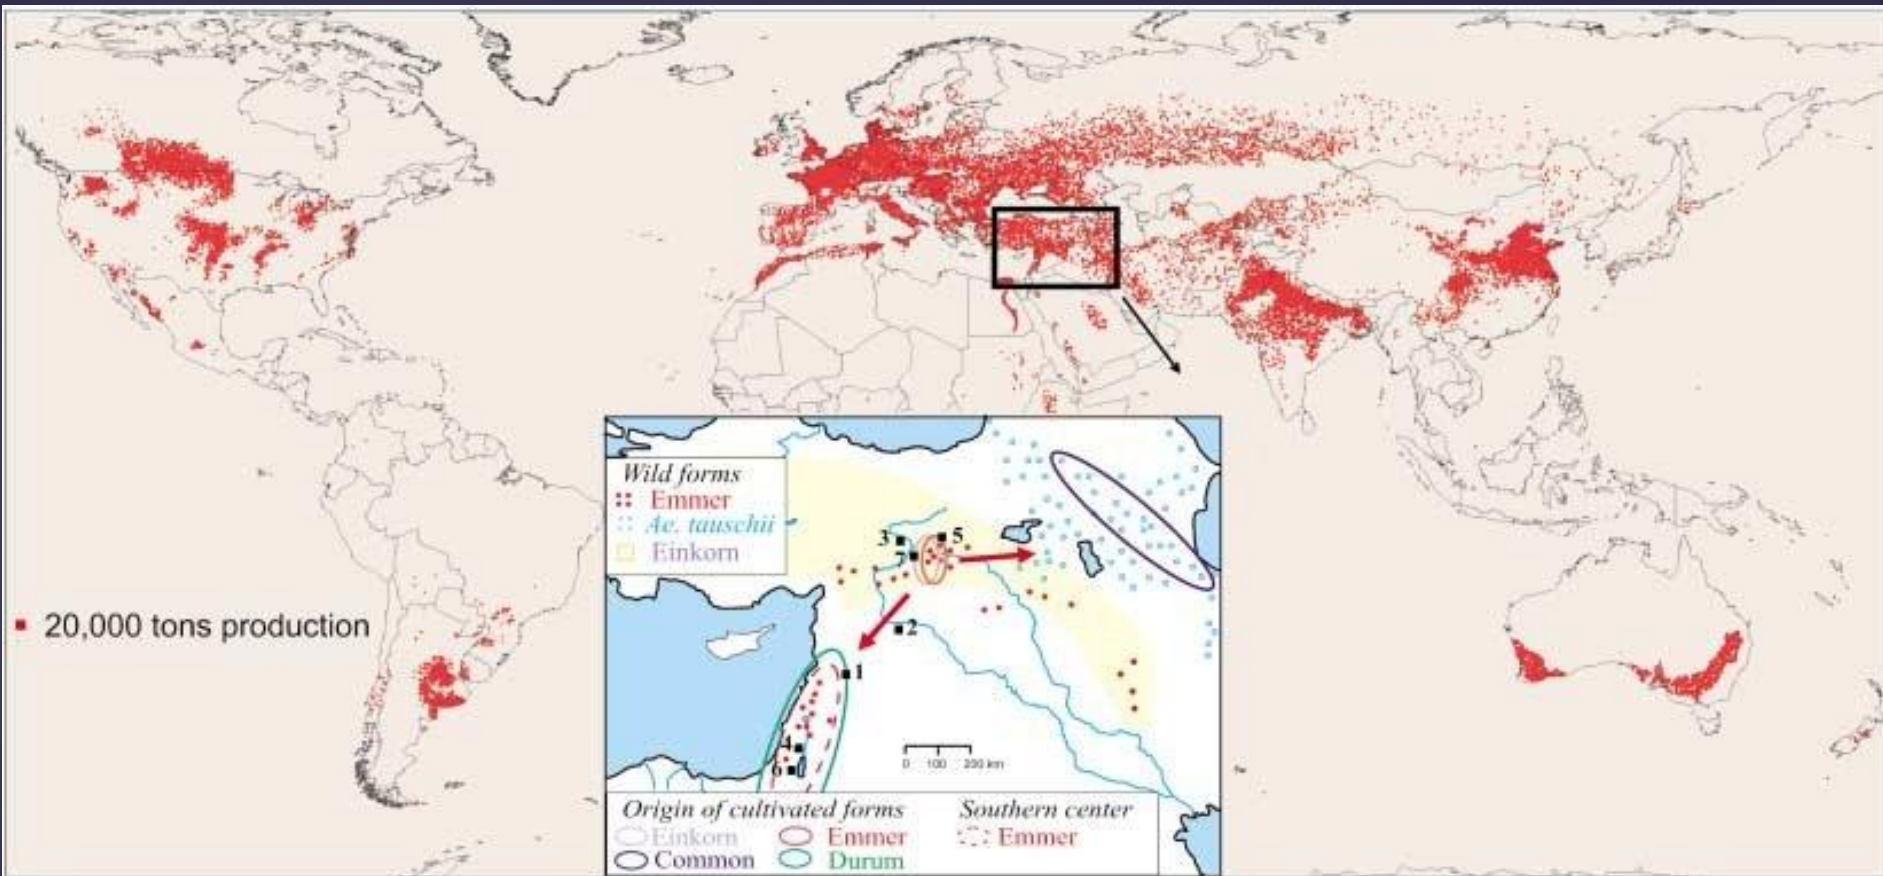 20,000 tons production
Wild forms
Emmer
Ae. tauschii
Einkorn
3
5
7
2
1
4
6
0 100 200 km
Origin of cultivated forms Southern center
Einkorn Emmer Emmer
Common Durum